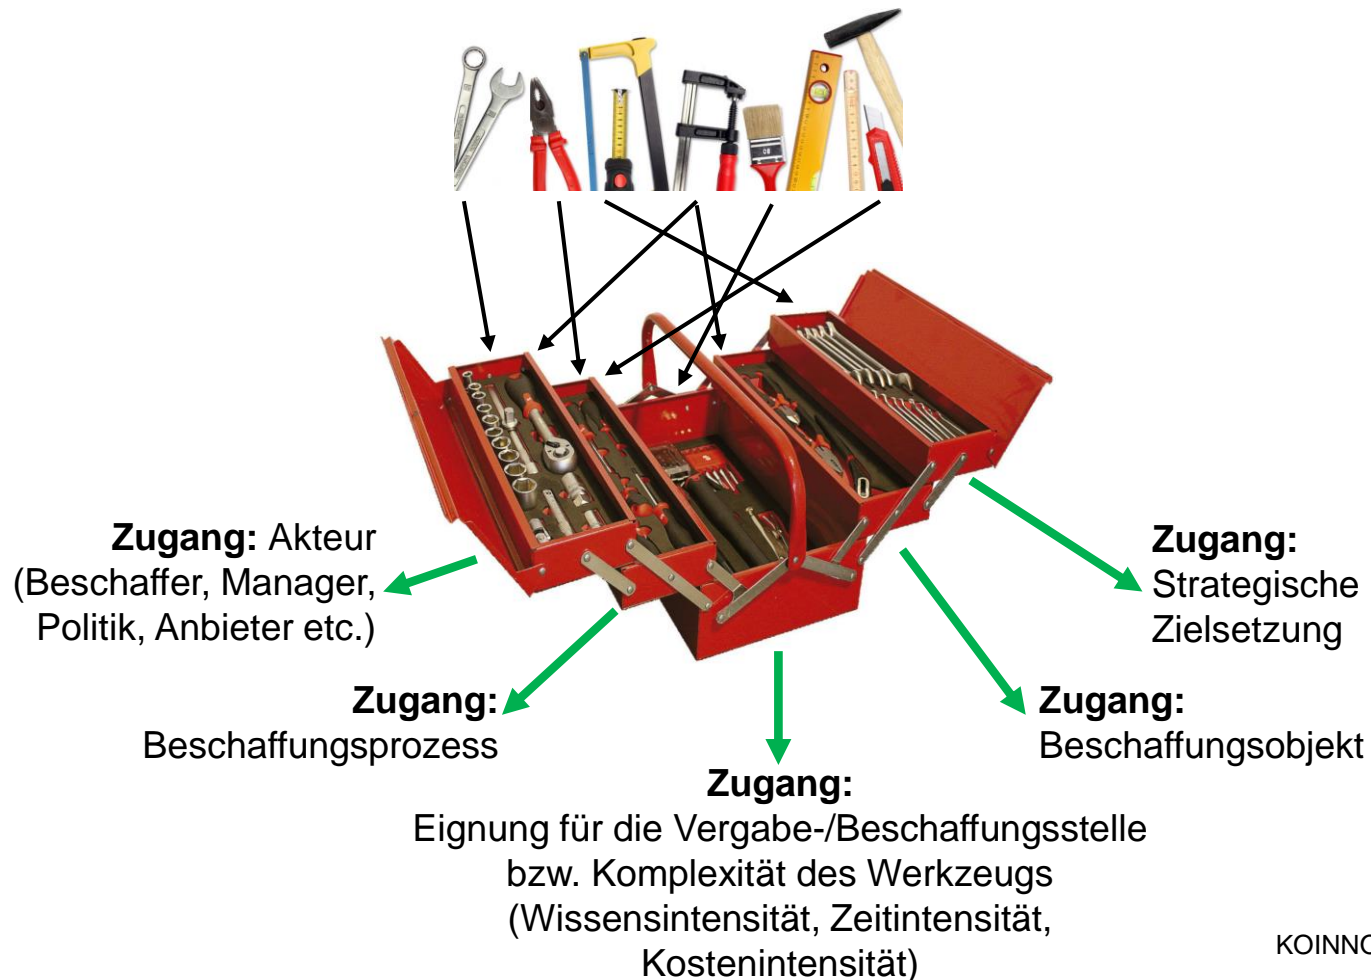 Zugang: Akteur
(Beschaffer, Manager,
Politik, Anbieter etc.)
Zugang:
Strategische
Zielsetzung
Zugang:
Beschaffungsprozess
Zugang:
Beschaffungsobjekt
Zugang:
Eignung für die Vergabe-/Beschaffungsstelle
bzw. Komplexität des Werkzeugs
(Wissensintensität, Zeitintensität,
Kostenintensität)